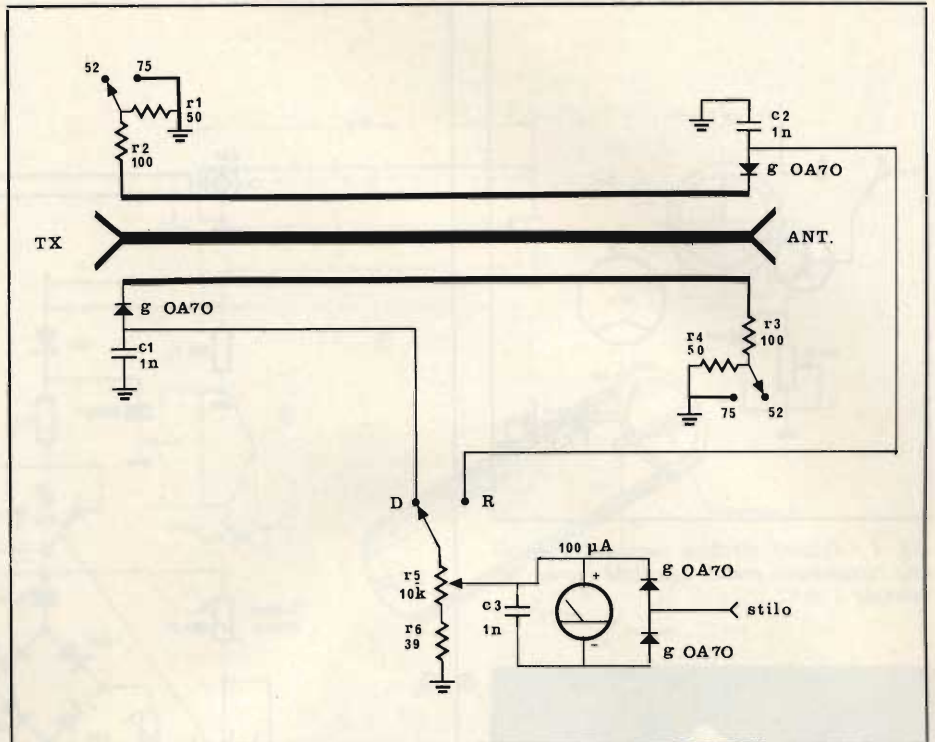 52
75
r1
50
r2
100
c2
1n
g OA70
TX
ANT.
g OA70
c1
1n
r3
100
r4
50
75
52
D
R
100 µA
r5
10k
+
g OA70
c3
1n
stilo
r6
39
-
g OA70